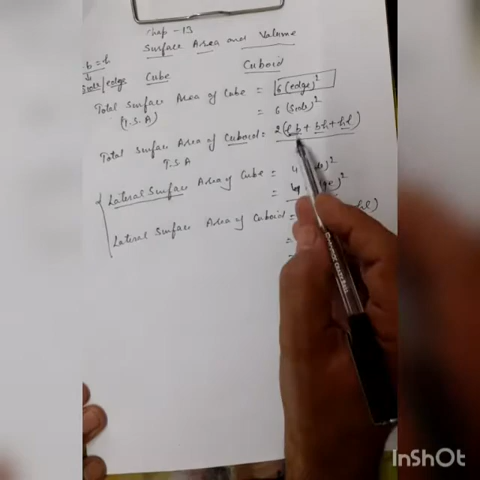 Chap - 13
Surface Area and Volume
b = h
Side/edge Cube Cuboid
Total Surface Area of Cube = 6 (edge)²
(T.S.A) = 6 (Side)²
Total Surface Area of Cuboid = 2 (lb + bh + hl)
T.S.A
Lateral Surface Area of Cube = 4
=
Lateral Surface Area of Cuboid =
=
InShOt